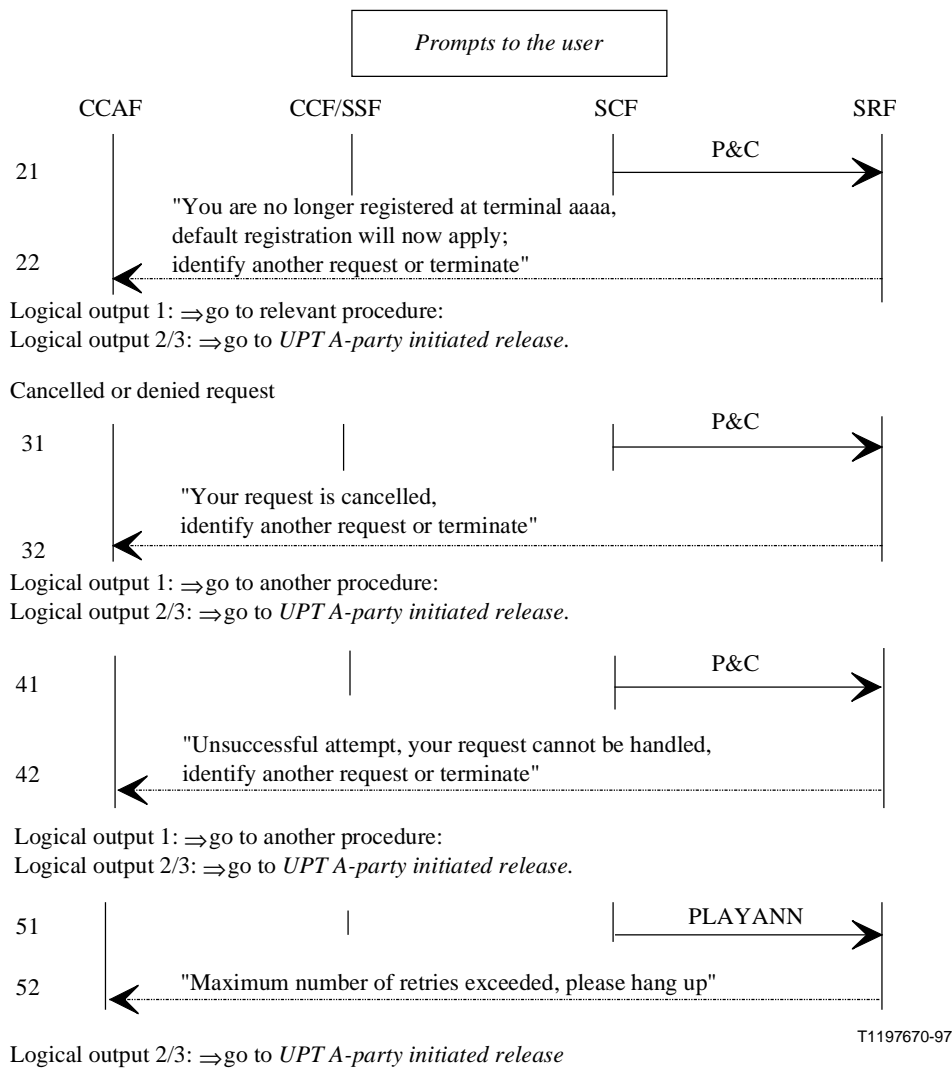 Prompts to the user
CCAF CCF/SSF SCF SRF
P&C
21
"You are no longer registered at terminal aaaa,
default registration will now apply;
22 identify another request or terminate"
Logical output 1: ⇒go to relevant procedure:
Logical output 2/3: ⇒go to UPT A-party initiated release.
Cancelled or denied request
P&C
31
"Your request is cancelled,
identify another request or terminate"
32
Logical output 1: ⇒go to another procedure:
Logical output 2/3: ⇒go to UPT A-party initiated release.
P&C
41
"Unsuccessful attempt, your request cannot be handled,
42 identify another request or terminate"
Logical output 1: ⇒go to another procedure:
Logical output 2/3: ⇒go to UPT A-party initiated release.
51 PLAYANN
52 "Maximum number of retries exceeded, please hang up"
T1197670-97
Logical output 2/3: ⇒go to UPT A-party initiated release